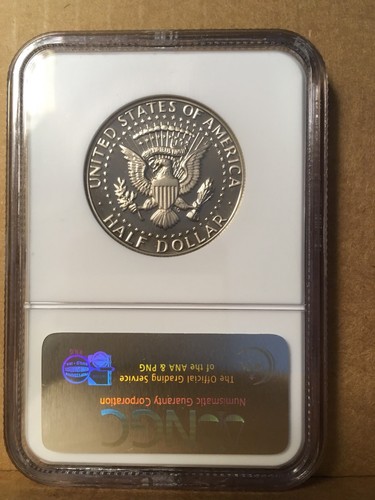 UNITED STATES OF AMERICA
HALF DOLLAR
NGC
Numismatic Guaranty Corporation
The Official Grading Service
of the ANA & PNG